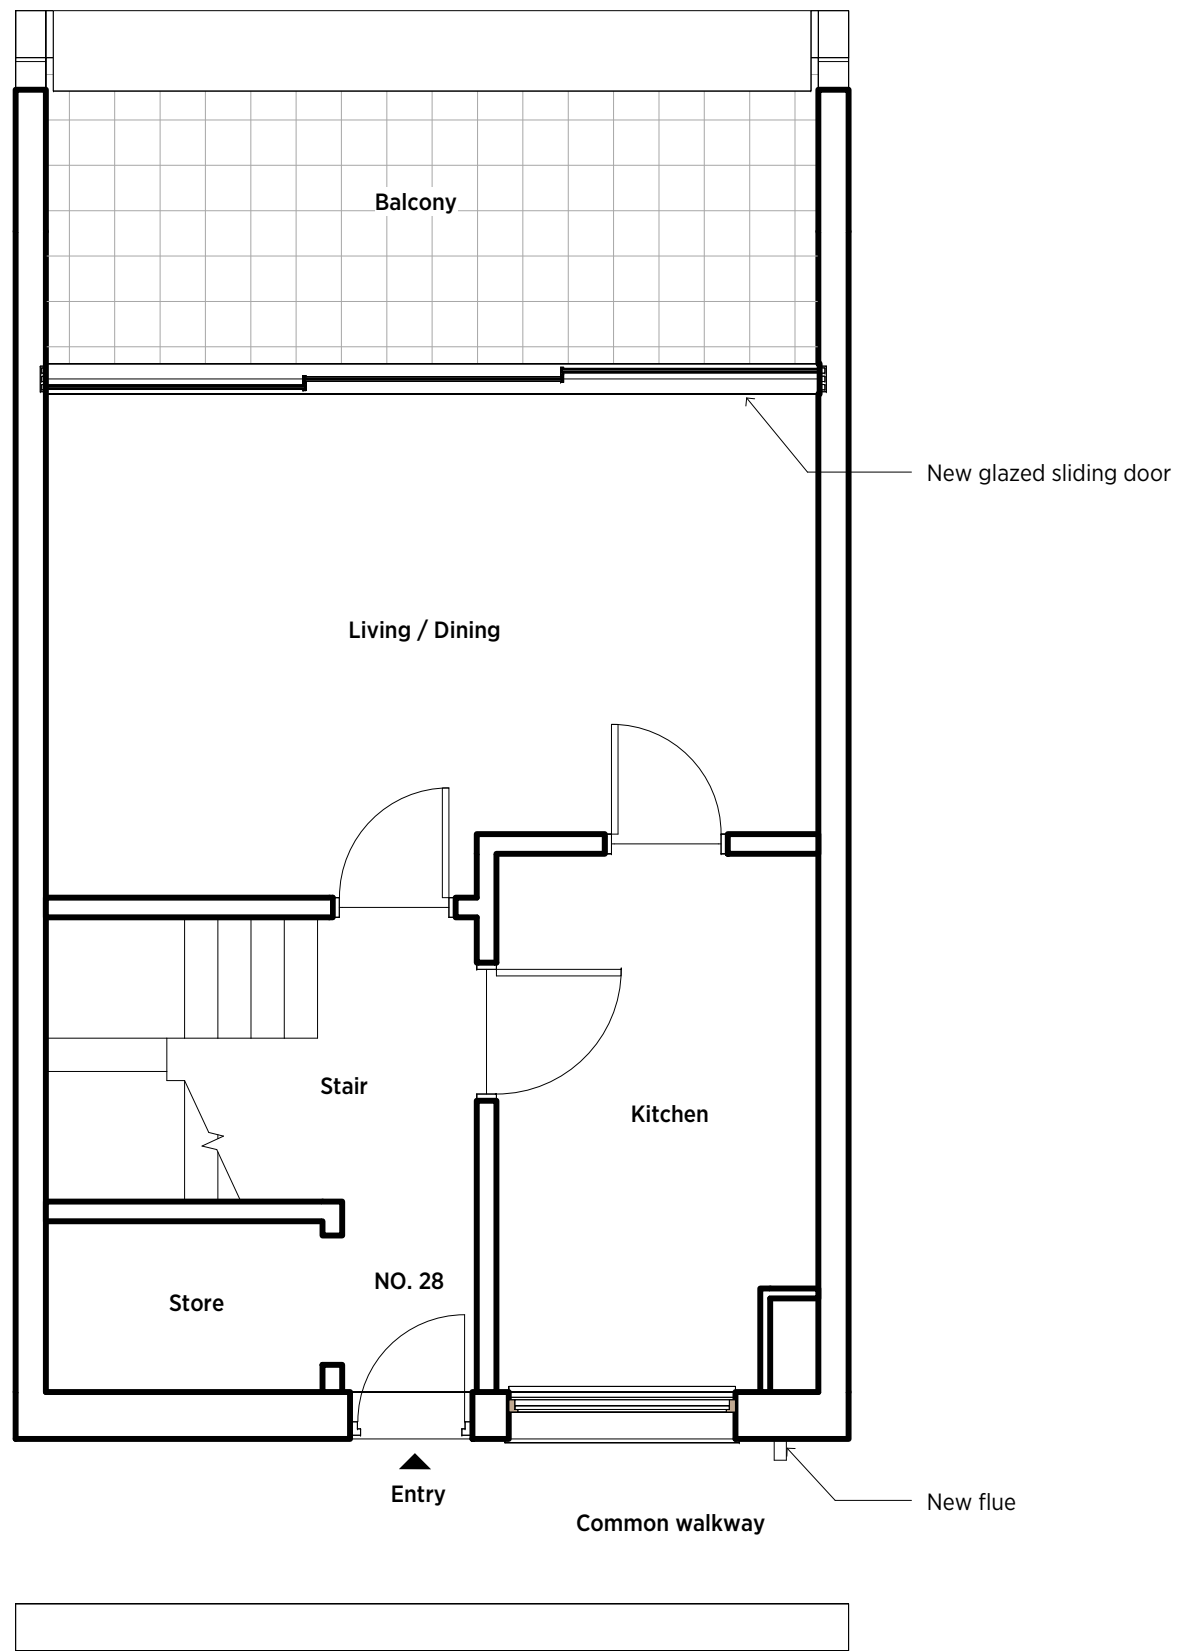 Balcony
New glazed sliding door
Living / Dining
Stair
Kitchen
NO. 28
Store
Entry
New flue
Common walkway